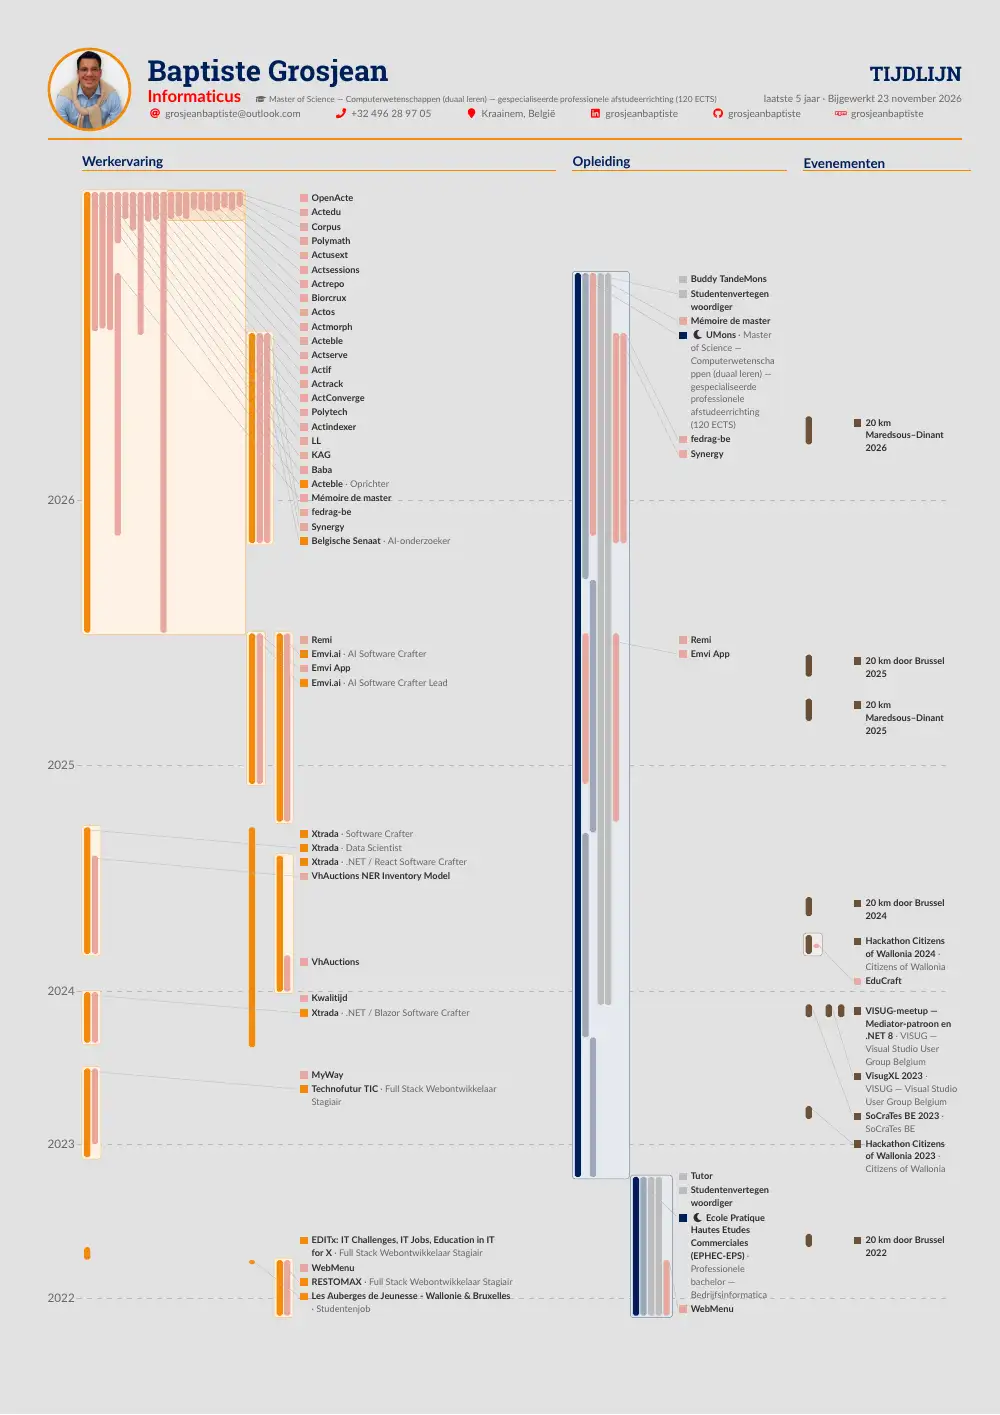 Baptiste Grosjean
TIJDLIJN
Informaticus
Master of Science — Computerwetenschappen (duaal leren) — gespecialiseerde professionele afstudeerrichting (120 ECTS)
laatste 5 jaar · Bijgewerkt 23 november 2026
grosjeanbaptiste@outlook.com
+32 496 28 97 05
Kraainem, België
grosjeanbaptiste
grosjeanbaptiste
grosjeanbaptiste
Werkervaring
OpenActe
Actedu
Corpus
Polymath
Actusext
Actsessions
Actrepo
Biorcrux
Actos
Actmorph
Acteble
Actserve
Actif
Actrack
ActConverge
Polytech
Actindexer
LL
KAG
Baba
Acteble · Oprichter
Mémoire de master
fedrag-be
Synergy
Belgische Senaat · AI-onderzoeker
Remi
Emvi.ai · AI Software Crafter
Emvi App
Emvi.ai · AI Software Crafter Lead
Xtrada · Software Crafter
Xtrada · Data Scientist
Xtrada · .NET / React Software Crafter
VhAuctions NER Inventory Model
VhAuctions
Kwalitijd
Xtrada · .NET / Blazor Software Crafter
MyWay
Technofutur TIC · Full Stack Webontwikkelaar
Stagiair
EDITx: IT Challenges, IT Jobs, Education in IT
for X · Full Stack Webontwikkelaar Stagiair
WebMenu
RESTOMAX · Full Stack Webontwikkelaar Stagiair
Les Auberges de Jeunesse - Wallonie & Bruxelles
· Studentenjob
2026
2025
2024
2023
2022
Opleiding
Buddy TandeMons
Studentenvertegen
woordiger
Mémoire de master
UMons · Master
of Science —
Computerwetenscha
ppen (duaal leren) —
gespecialiseerde
professionele
afstudeerrichting
(120 ECTS)
fedrag-be
Synergy
Remi
Emvi App
Tutor
Studentenvertegen
woordiger
Ecole Pratique
Hautes Etudes
Commerciales
(EPHEC-EPS) ·
Professionele
bachelor —
Bedrijfsinformatica
WebMenu
Evenementen
20 km
Maredsous–Dinant
2026
20 km door Brussel
2025
20 km
Maredsous–Dinant
2025
20 km door Brussel
2024
Hackathon Citizens
of Wallonia 2024 ·
Citizens of Wallonia
EduCraft
VISUG-meetup —
Mediator-patroon en
.NET 8 · VISUG —
Visual Studio User
Group Belgium
VisugXL 2023 ·
VISUG — Visual Studio
User Group Belgium
SoCraTes BE 2023 ·
SoCraTes BE
Hackathon Citizens
of Wallonia 2023 ·
Citizens of Wallonia
20 km door Brussel
2022